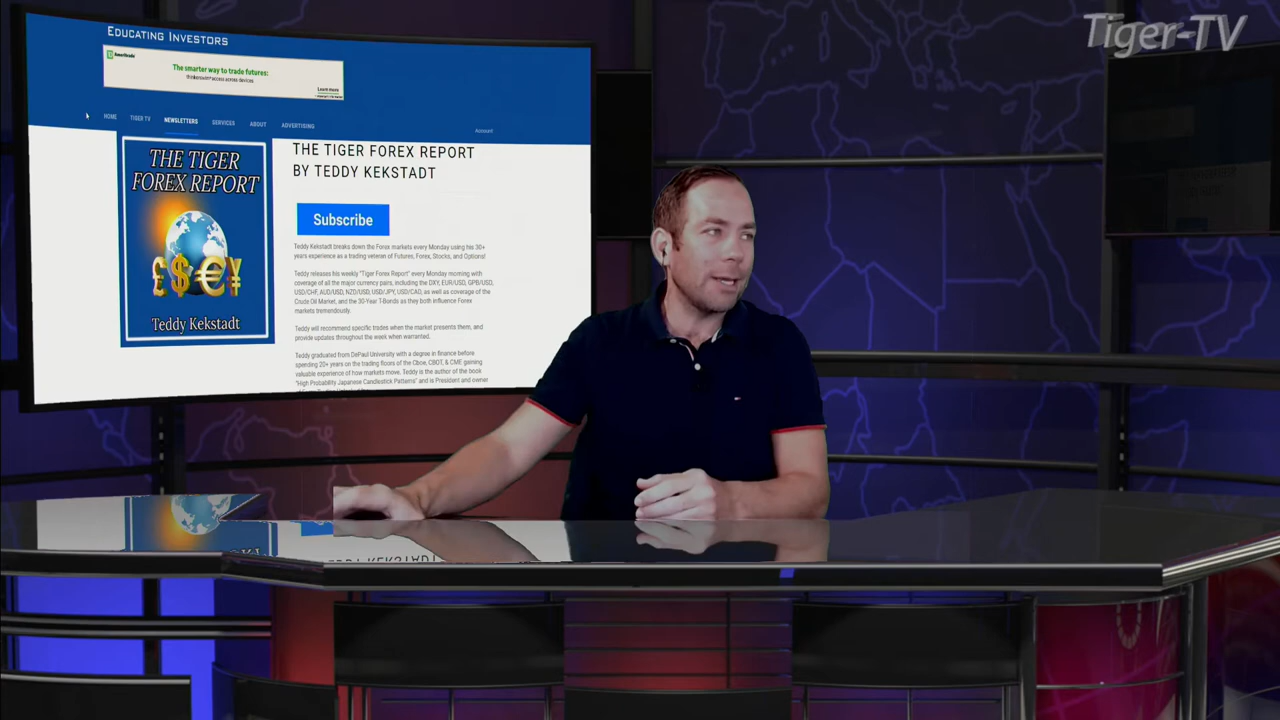 Tiger-TV
EDUCATING INVESTORS
Ameritrade
The smarter way to trade futures:
thinkorswim access across devices.
Learn more
HOME TIGER TV NEWSLETTERS SERVICES ABOUT ADVERTISING
Account
THE TIGER
FOREX REPORT
Teddy Kekstadt
THE TIGER FOREX REPORT
BY TEDDY KEKSTADT
Subscribe
Teddy Kekstadt breaks down the Forex markets every Monday using his 30+
years experience as a trading veteran of Futures, Forex, Stocks, and Options!
Teddy releases his weekly "Tiger Forex Report" every Monday morning with
coverage of all the major currency pairs, including the DXY, EUR/USD, GPB/USD,
USD/CHF, AUD/USD, NZD/USD, USD/JPY, USD/CAD, as well as coverage of the
Crude Oil Market, and the 30-Year T-Bonds as they both influence Forex
markets tremendously.
Teddy will recommend specific trades when the market presents them, and
provide updates throughout the week when warranted.
Teddy graduated from DePaul University with a degree in finance before
spending 20+ years on the trading floors of the Cboe, CBOT, & CME gaining
valuable experience of how markets move. Teddy is the author of the book
"High Probability Japanese Candlestick Patterns" and is President and owner